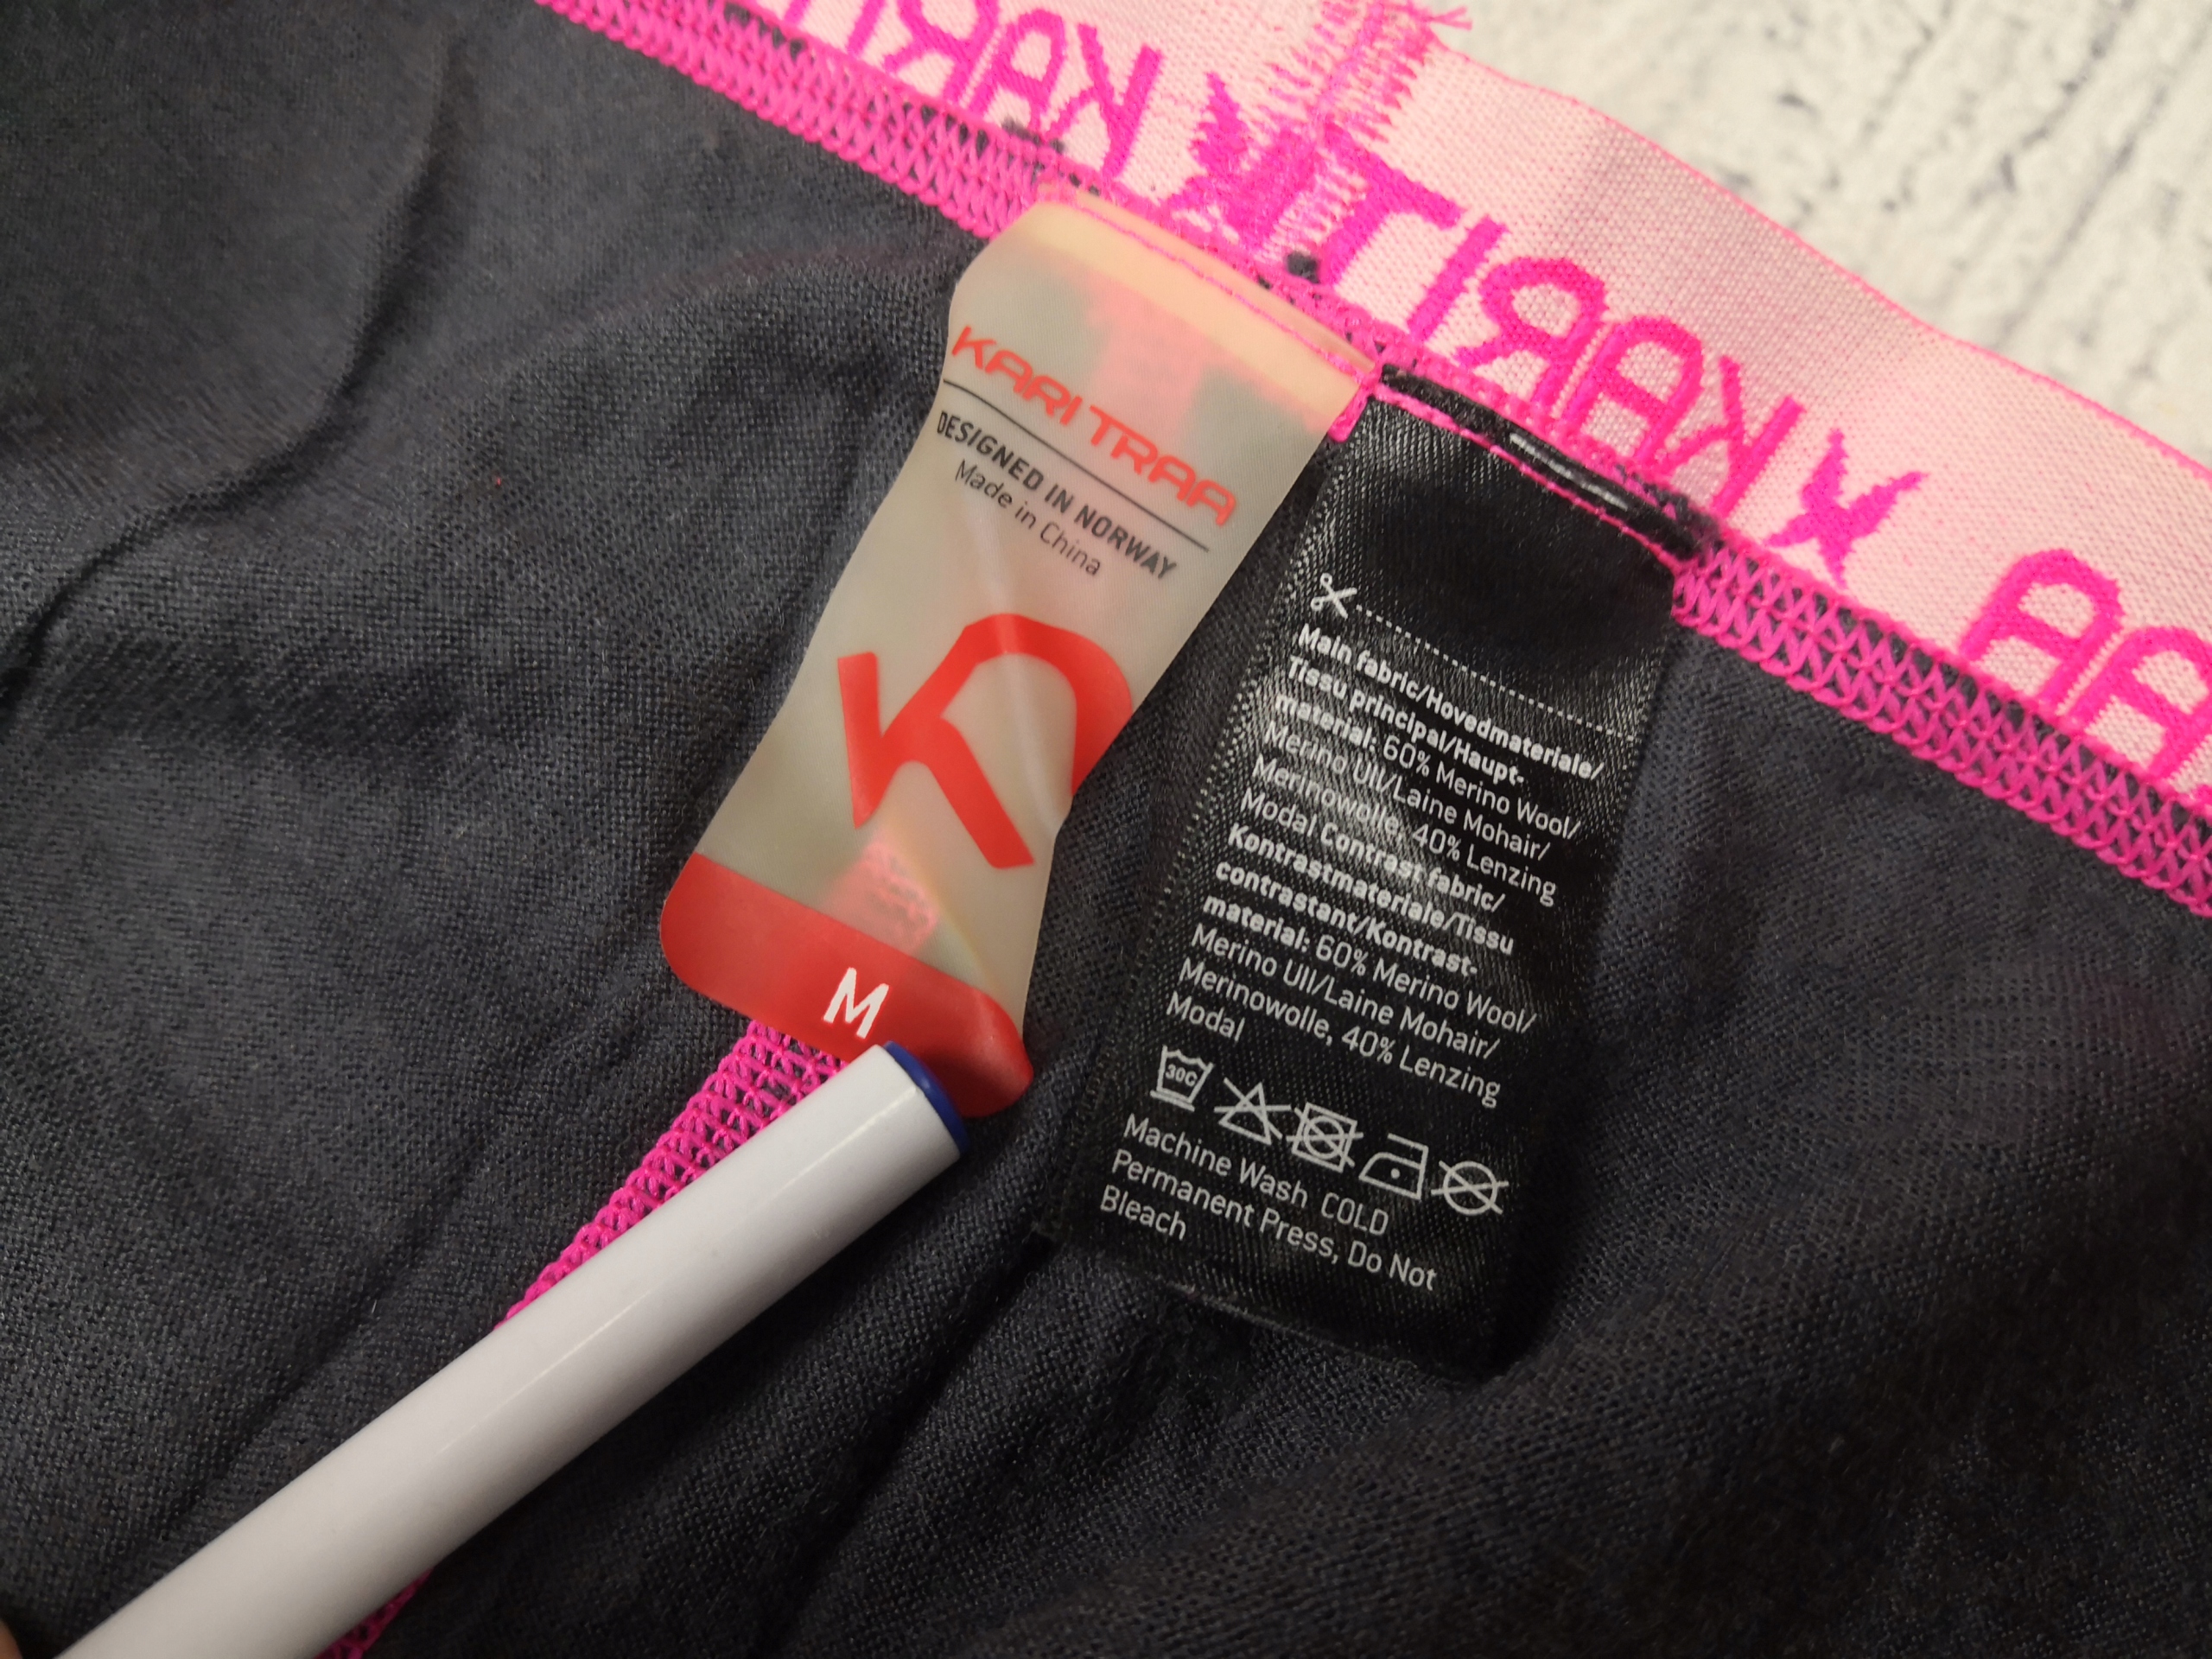 KARI T
TRAA
KARI TRAA
KARI TRAA
DESIGNED IN NORWAY
Made in China
M
Main fabric/Hovedmateriale/
Tissu principal/Haupt-
material: 60% Merino Wool/
Merino Ull/Laine Mohair/
Merinowolle, 40% Lenzing
Modal Contrast fabric/
Kontrastmateriale/Tissu
contrastant/Kontrast-
material: 60% Merino Wool/
Merino Ull/Laine Mohair/
Merinowolle, 40% Lenzing
Modal
30C
Machine Wash COLD
Permanent Press, Do Not
Bleach